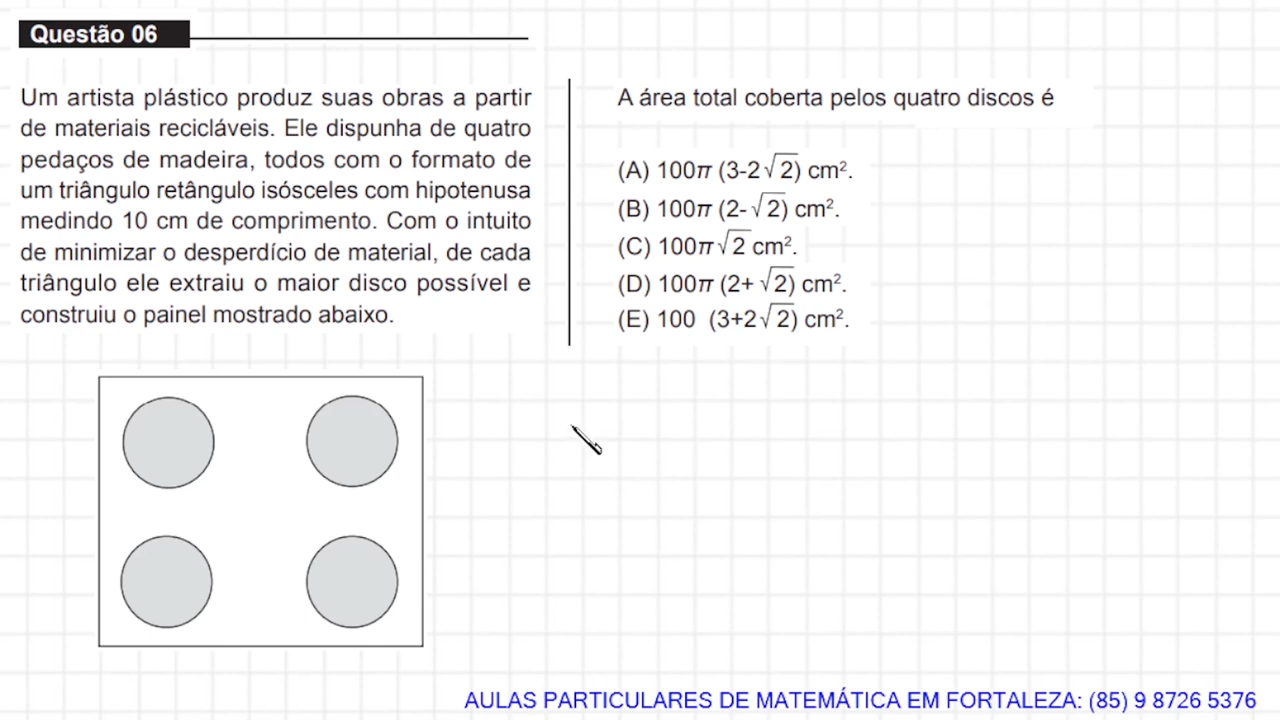 Questão 06
Um artista plástico produz suas obras a partir
de materiais recicláveis. Ele dispunha de quatro
pedaços de madeira, todos com o formato de
um triângulo retângulo isósceles com hipotenusa
medindo 10 cm de comprimento. Com o intuito
de minimizar o desperdício de material, de cada
triângulo ele extraiu o maior disco possível e
construiu o painel mostrado abaixo.
A área total coberta pelos quatro discos é
(A) 100π (3-2√2) cm².
(B) 100π (2-√2) cm².
(C) 100π√2 cm².
(D) 100π (2+ √2) cm².
(E) 100 (3+2√2) cm².
AULAS PARTICULARES DE MATEMÁTICA EM FORTALEZA: (85) 9 8726 5376